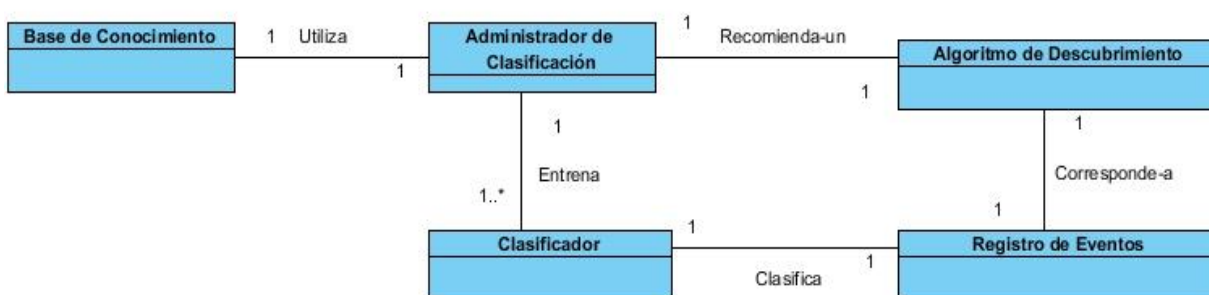 Base de Conocimiento
1 Utiliza
1
Administrador de
Clasificación
1
Recomienda-un
1
Algoritmo de Descubrimiento
1
Entrena
1..*
1
Corresponde-a
1
Clasificador
1
Clasifica
1
Registro de Eventos